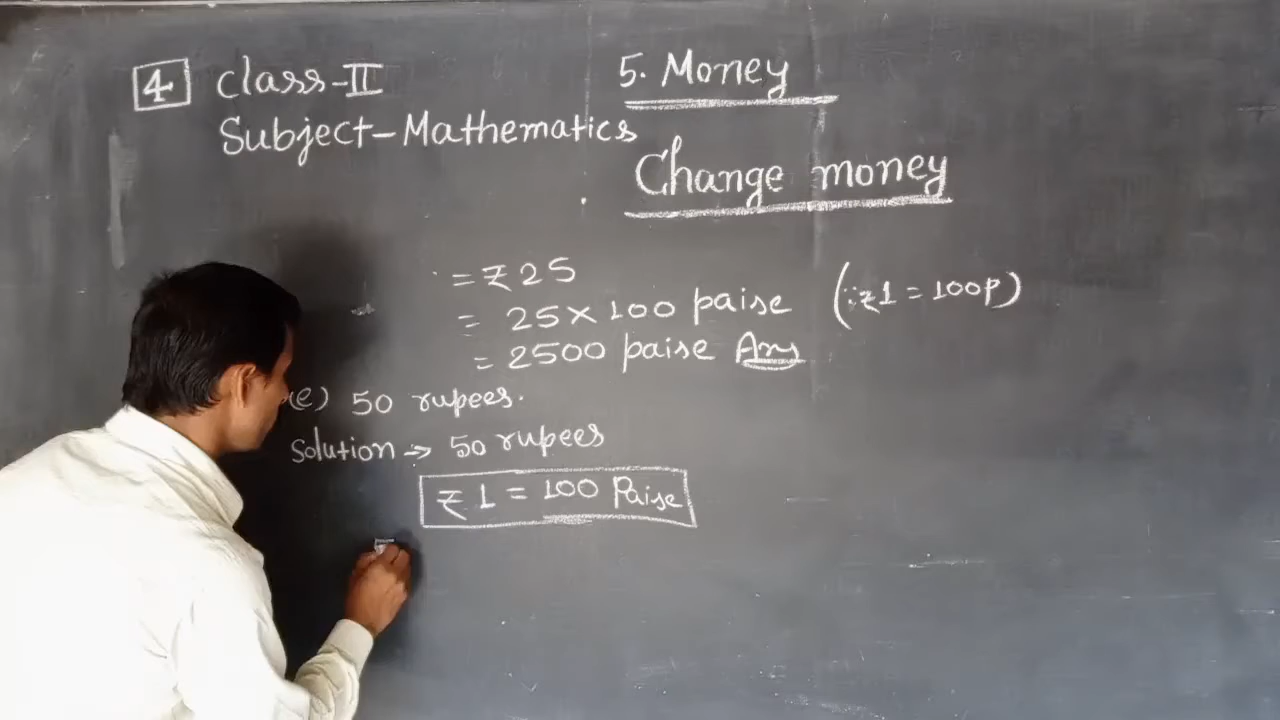 4 Class-II
Subject-Mathematics
5. Money
Change money
= ₹25
= 25 × 100 paise (∵ ₹1 = 100p)
= 2500 paise Ans
(e) 50 rupees.
Solution → 50 rupees
₹ 1 = 100 Paise